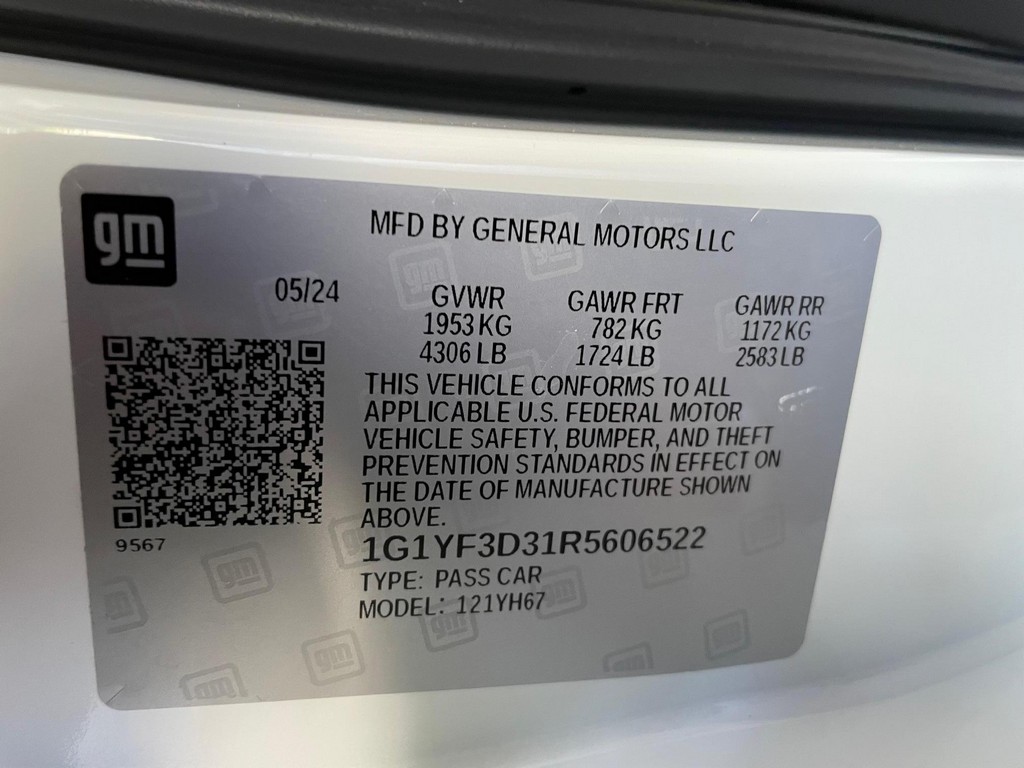 gm
MFD BY GENERAL MOTORS LLC
05/24
GVWR GAWR FRT GAWR RR
1953 KG 782 KG 1172 KG
4306 LB 1724 LB 2583 LB
THIS VEHICLE CONFORMS TO ALL
APPLICABLE U.S. FEDERAL MOTOR
VEHICLE SAFETY, BUMPER, AND THEFT
PREVENTION STANDARDS IN EFFECT ON
THE DATE OF MANUFACTURE SHOWN
ABOVE.
9567
1G1YF3D31R5606522
TYPE: PASS CAR
MODEL: 121YH67